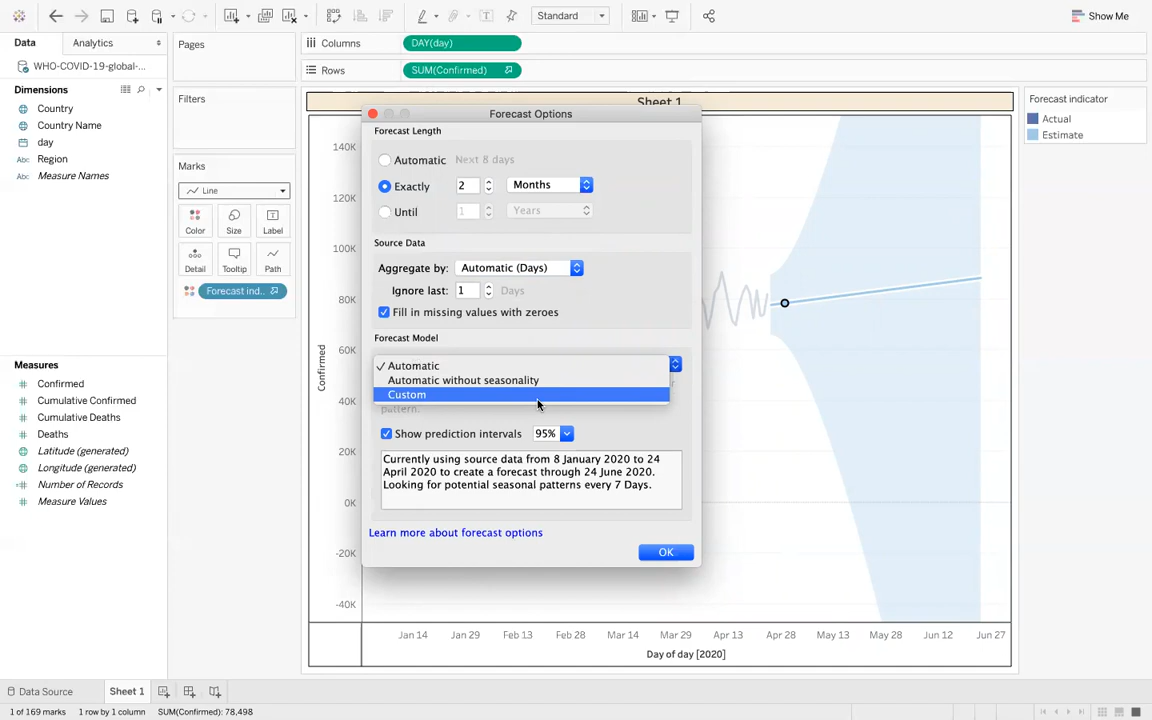 Standard
Show Me
Data
Analytics
Pages
Columns
DAY(day)
WHO-COVID-19-global-...
Rows
SUM(Confirmed)
Dimensions
Filters
Sheet 1
Forecast indicator
Country
Country Name
day
Region
Measure Names
Actual
Estimate
Marks
Line
Color
Size
Label
Detail
Tooltip
Path
Forecast ind..
Measures
Confirmed
Cumulative Confirmed
Cumulative Deaths
Deaths
Latitude (generated)
Longitude (generated)
Number of Records
Measure Values
Forecast Options
Forecast Length
Automatic Next 8 days
Exactly 2 Months
Until 1 Years
Source Data
Aggregate by: Automatic (Days)
Ignore last: 1 Days
Fill in missing values with zeroes
Forecast Model
✓ Automatic
Automatic without seasonality
Custom
pattern.
Show prediction intervals 95%
Currently using source data from 8 January 2020 to 24
April 2020 to create a forecast through 24 June 2020.
Looking for potential seasonal patterns every 7 Days.
Learn more about forecast options
OK
Confirmed
140K
120K
100K
80K
60K
40K
20K
0K
-20K
-40K
Jan 14 Jan 29 Feb 13 Feb 28 Mar 14 Mar 29 Apr 13 Apr 28 May 13 May 28 Jun 12 Jun 27
Day of day [2020]
Data Source
Sheet 1
1 of 169 marks 1 row by 1 column SUM(Confirmed): 78,498